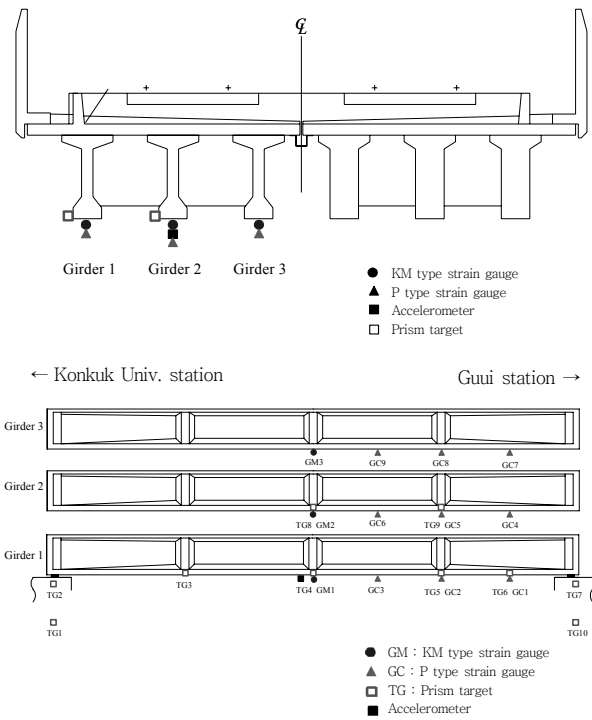 ℄
Girder 1 Girder 2 Girder 3
KM type strain gauge
P type strain gauge
Accelerometer
Prism target
← Konkuk Univ. station Guui station →
Girder 3
GM3 GC9 GC8 GC7
Girder 2
TG8 GM2 GC6 TG9 GC5 GC4
Girder 1
TG2 TG3 TG4 GM1 GC3 TG5 GC2 TG6 GC1 TG7
TG1 TG10
GM : KM type strain gauge
GC : P type strain gauge
TG : Prism target
Accelerometer